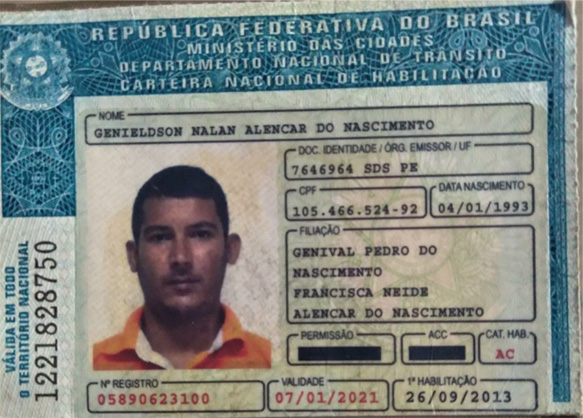 REPÚBLICA FEDERATIVA DO BRASIL
MINISTÉRIO DAS CIDADES
DEPARTAMENTO NACIONAL DE TRÂNSITO
CARTEIRA NACIONAL DE HABILITAÇÃO
NOME
GENIELDSON NALAN ALENCAR DO NASCIMENTO
DOC. IDENTIDADE / ÓRG. EMISSOR / UF
7646964 SDS PE
CPF
105.466.524-92
DATA NASCIMENTO
04/01/1993
FILIAÇÃO
GENIVAL PEDRO DO
NASCIMENTO
FRANCISCA NEIDE
ALENCAR DO NASCIMENTO
PERMISSÃO
ACC
CAT. HAB.
AC
Nº REGISTRO
05890623100
VALIDADE
07/01/2021
1ª HABILITAÇÃO
26/09/2013
VÁLIDA EM TODO
O TERRITÓRIO NACIONAL
1221828750